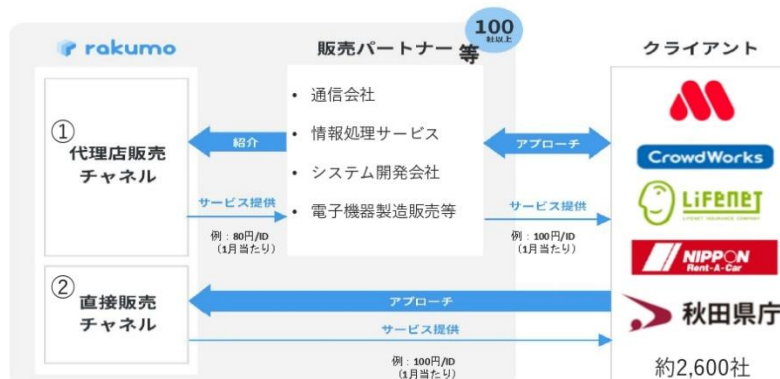 rakumo
販売パートナー等
100
社以上
クライアント
①
代理店販売
チャネル
紹介
サービス提供
例：80円/ID
（1月当たり）
• 通信会社
• 情報処理サービス
• システム開発会社
• 電子機器製造販売等
アプローチ
サービス提供
例：100円/ID
（1月当たり）
②
直接販売
チャネル
アプローチ
サービス提供
例：100円/ID
（1月当たり）
CrowdWorks
LIFENET
LIFENET INSURANCE COMPANY
NIPPON
Rent-A-Car
秋田県庁
約2,600社